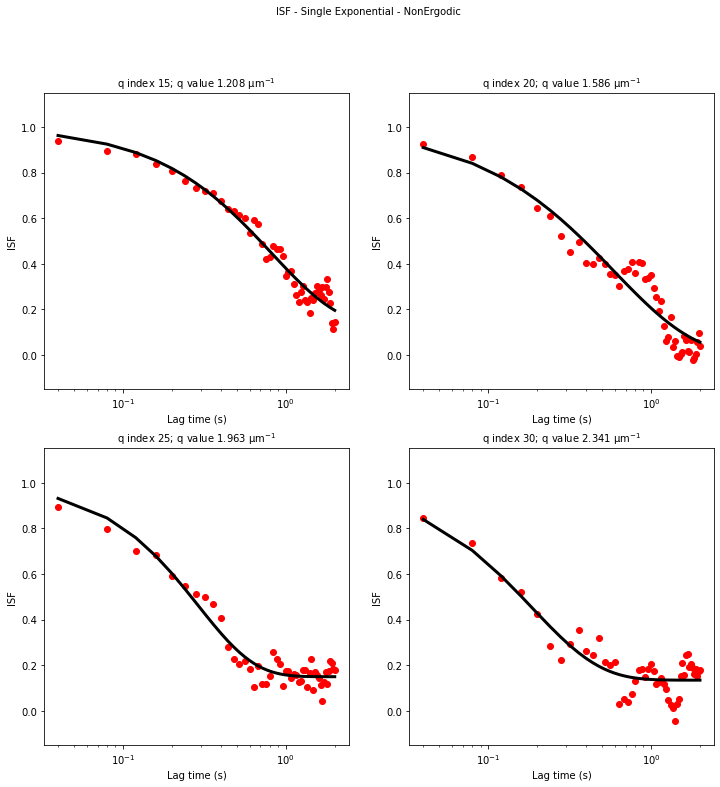 ISF - Single Exponential - NonErgodic
q index 15; q value 1.208 μm⁻¹
ISF
1.0
0.8
0.6
0.4
0.2
0.0
10⁻¹
10⁰
Lag time (s)
q index 20; q value 1.586 μm⁻¹
ISF
1.0
0.8
0.6
0.4
0.2
0.0
10⁻¹
10⁰
Lag time (s)
q index 25; q value 1.963 μm⁻¹
ISF
1.0
0.8
0.6
0.4
0.2
0.0
10⁻¹
10⁰
Lag time (s)
q index 30; q value 2.341 μm⁻¹
ISF
1.0
0.8
0.6
0.4
0.2
0.0
10⁻¹
10⁰
Lag time (s)